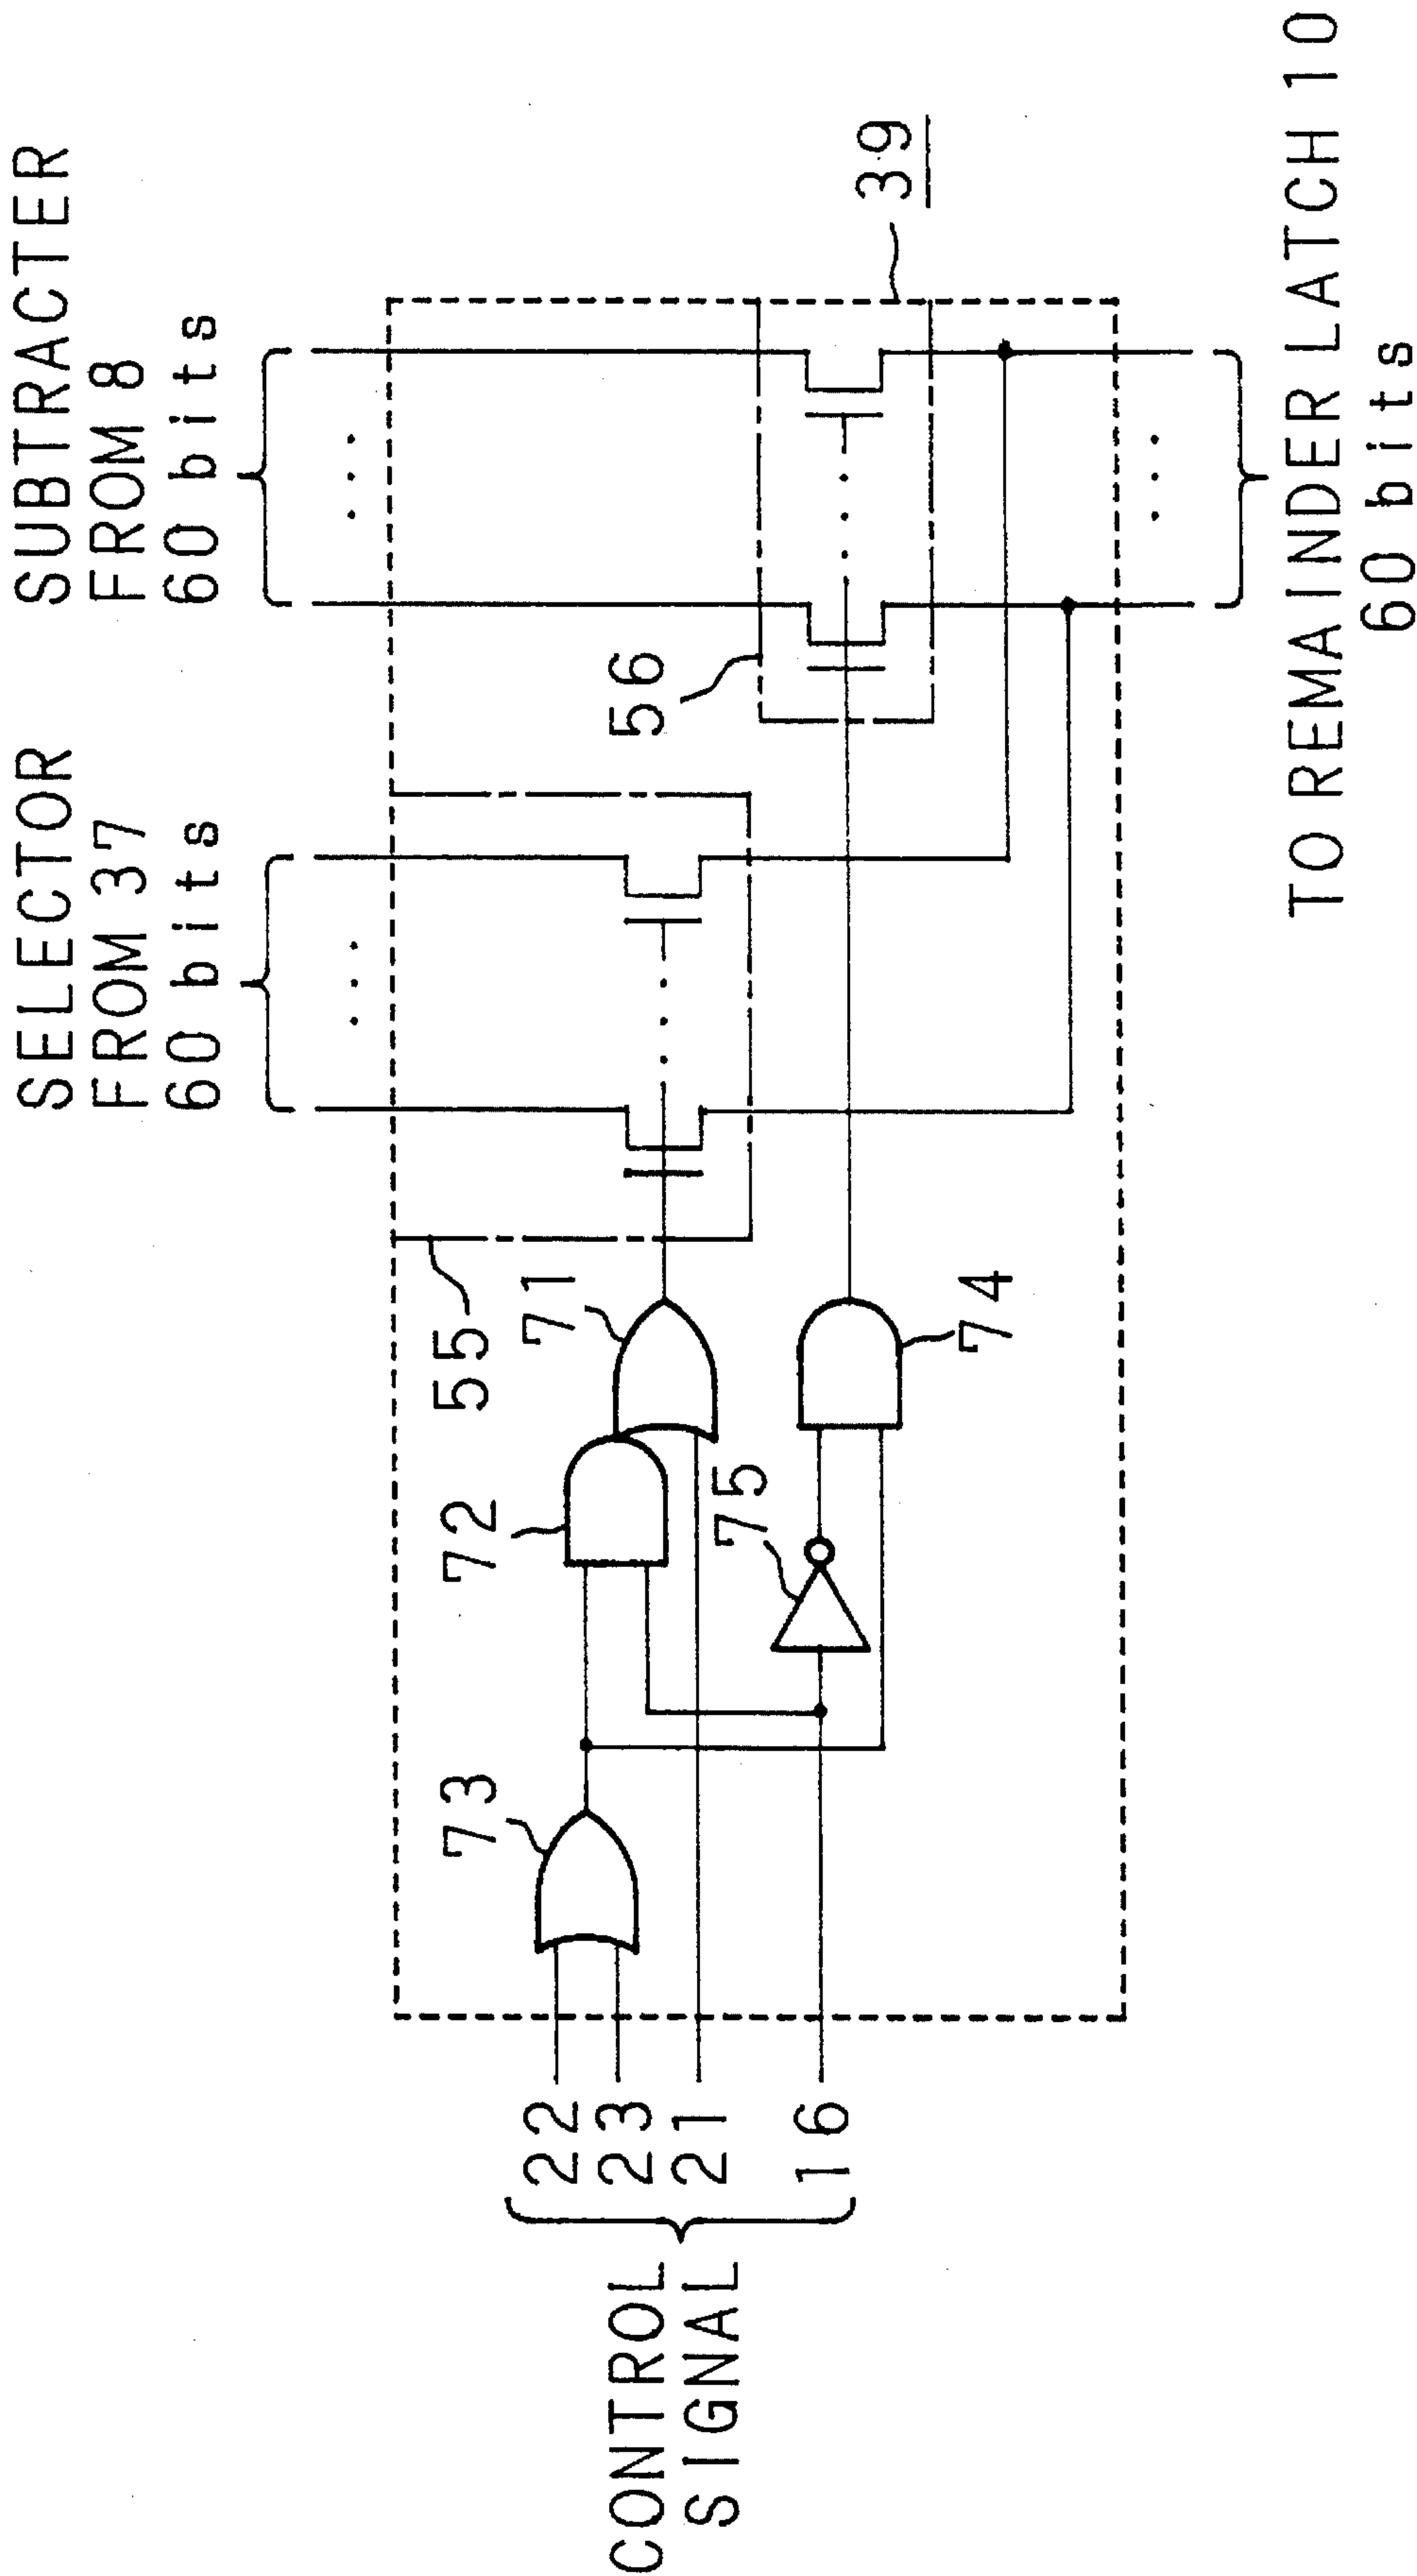 SELECTOR
FROM 37
60 bits
SUBTRACTER
FROM 8
60 bits
39
56
55
71
72
73
74
75
CONTROL
SIGNAL
22
23
21
16
TO REMAINDER LATCH 10
60 bits